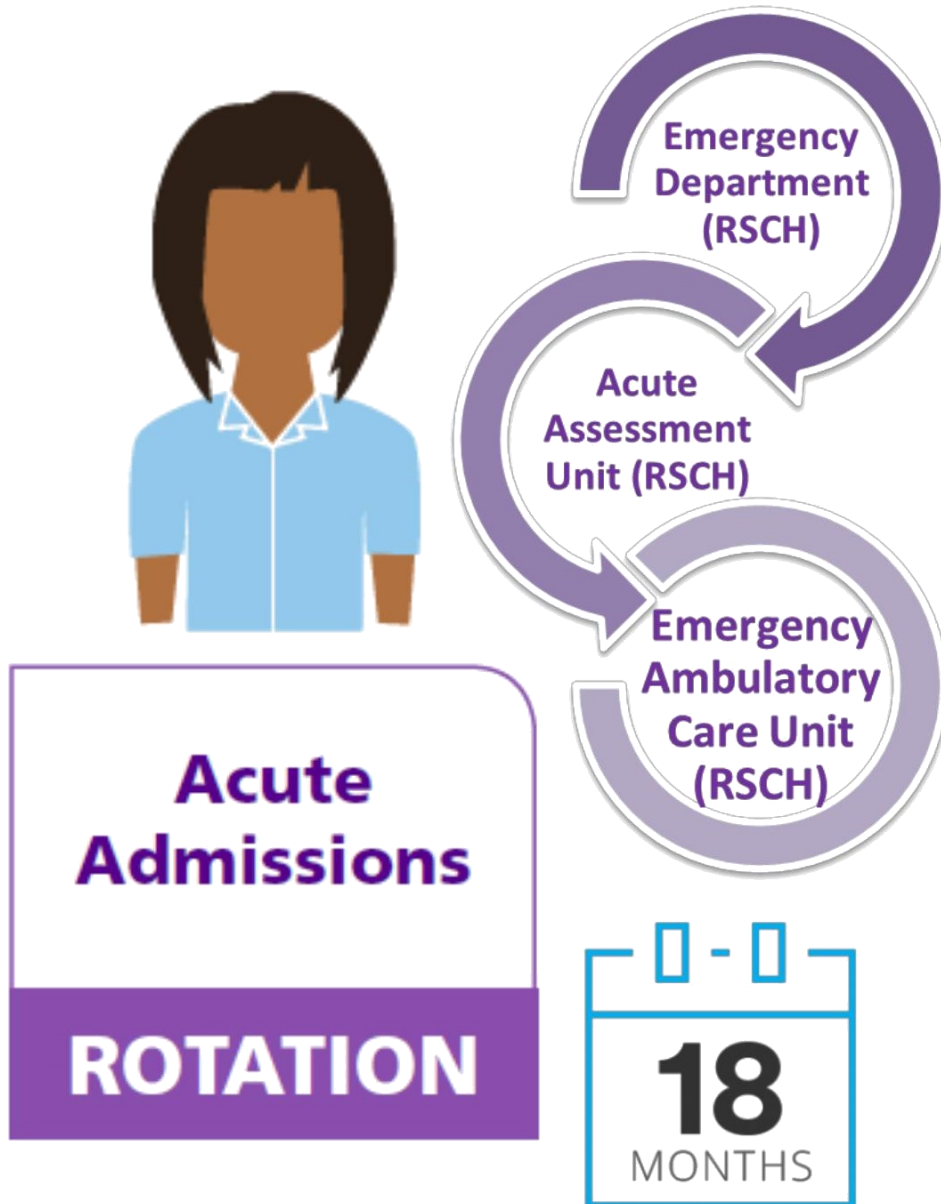 Emergency
Department
(RSCH)
Acute
Assessment
Unit (RSCH)
Emergency
Ambulatory
Care Unit
(RSCH)
Acute
Admissions
ROTATION
18
MONTHS